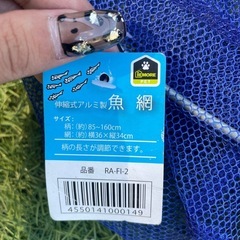 MORE
伸縮式アルミ製 魚網
サイズ:
柄:(約)85~160cm
網:(約)横36×縦34cm
柄の長さが調節できます。
品番 RA-FI-2
4550141000149